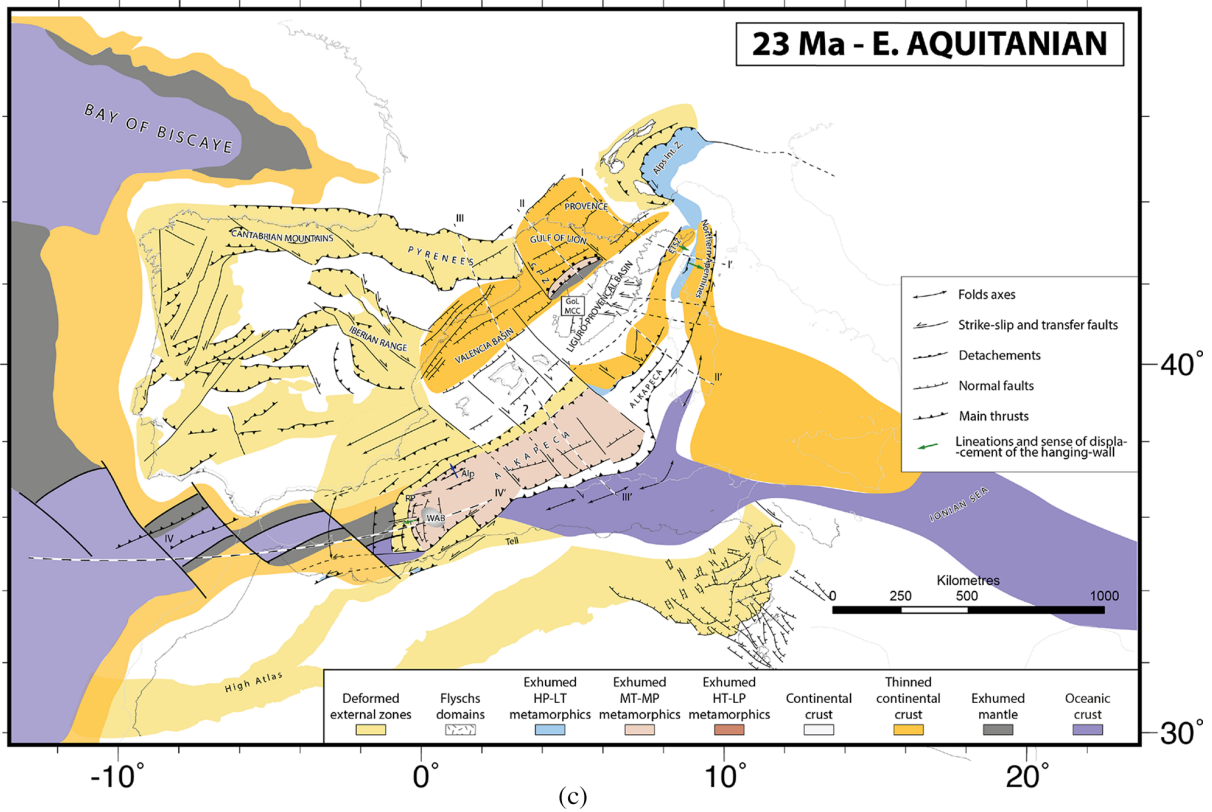 23 Ma - E. AQUITANIAN
BAY OF BISCAYE
Alps Int. Z.
I
PROVENCE
II
III
GULF OF LION
CANTABRIAN MOUNTAINS
PYRENEES
Northern Apennines
I'
GoL
MCC
LIGURO-PROVENCAL BASIN
IBERIAN RANGE
VALENCIA BASIN
ALKAPECA
II'
?
ALKAPECA
Alp
RP
IV'
III'
WAB
IV
Tell
IONIAN SEA
High Atlas
Folds axes
Strike-slip and transfer faults
Detachements
Normal faults
Main thrusts
Lineations and sense of displa-
-cement of the hanging-wall
Kilometres
0 250 500 1000
Deformed
external zones
Flyschs
domains
Exhumed
HP-LT
metamorphics
Exhumed
MT-MP
metamorphics
Exhumed
HT-LP
metamorphics
Continental
crust
Thinned
continental
crust
Exhumed
mantle
Oceanic
crust
40°
30°
-10° 0° 10° 20°
(c)